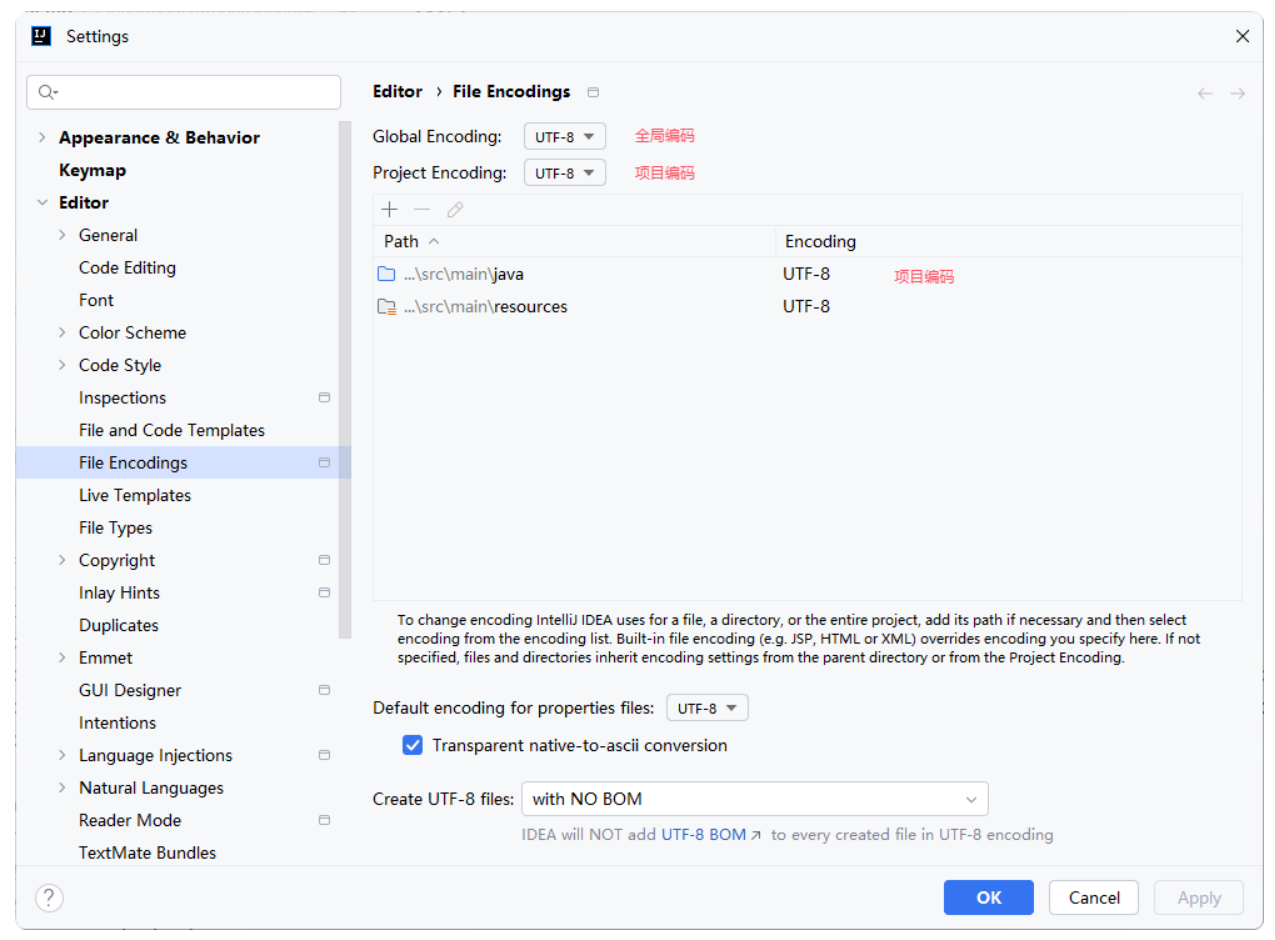 Settings
Editor › File Encodings
Appearance & Behavior
Keymap
Editor
General
Code Editing
Font
Color Scheme
Code Style
Inspections
File and Code Templates
File Encodings
Live Templates
File Types
Copyright
Inlay Hints
Duplicates
Emmet
GUI Designer
Intentions
Language Injections
Natural Languages
Reader Mode
TextMate Bundles
Global Encoding: UTF-8 全局编码
Project Encoding: UTF-8 项目编码
Path Encoding
...\src\main\java UTF-8 项目编码
...\src\main\resources UTF-8
To change encoding IntelliJ IDEA uses for a file, a directory, or the entire project, add its path if necessary and then select
encoding from the encoding list. Built-in file encoding (e.g. JSP, HTML or XML) overrides encoding you specify here. If not
specified, files and directories inherit encoding settings from the parent directory or from the Project Encoding.
Default encoding for properties files: UTF-8
Transparent native-to-ascii conversion
Create UTF-8 files: with NO BOM
IDEA will NOT add UTF-8 BOM ↗ to every created file in UTF-8 encoding
? OK Cancel Apply